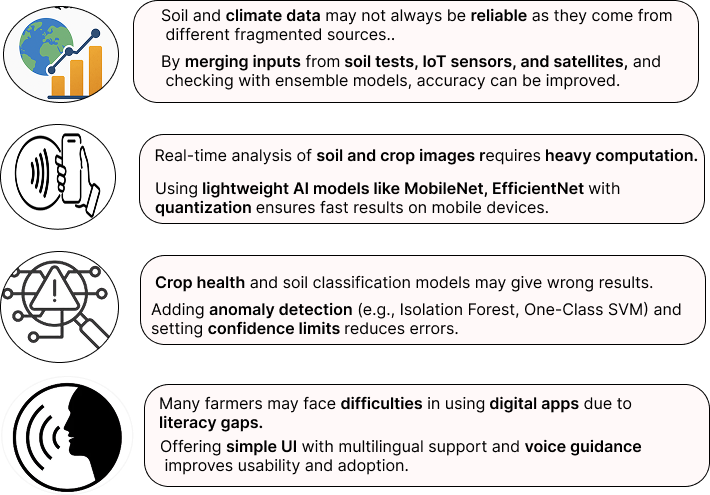 Soil and climate data may not always be reliable as they come from
different fragmented sources..
By merging inputs from soil tests, IoT sensors, and satellites, and
checking with ensemble models, accuracy can be improved.
Real-time analysis of soil and crop images requires heavy computation.
Using lightweight AI models like MobileNet, EfficientNet with
quantization ensures fast results on mobile devices.
Crop health and soil classification models may give wrong results.
Adding anomaly detection (e.g., Isolation Forest, One-Class SVM) and
setting confidence limits reduces errors.
Many farmers may face difficulties in using digital apps due to
literacy gaps.
Offering simple UI with multilingual support and voice guidance
improves usability and adoption.